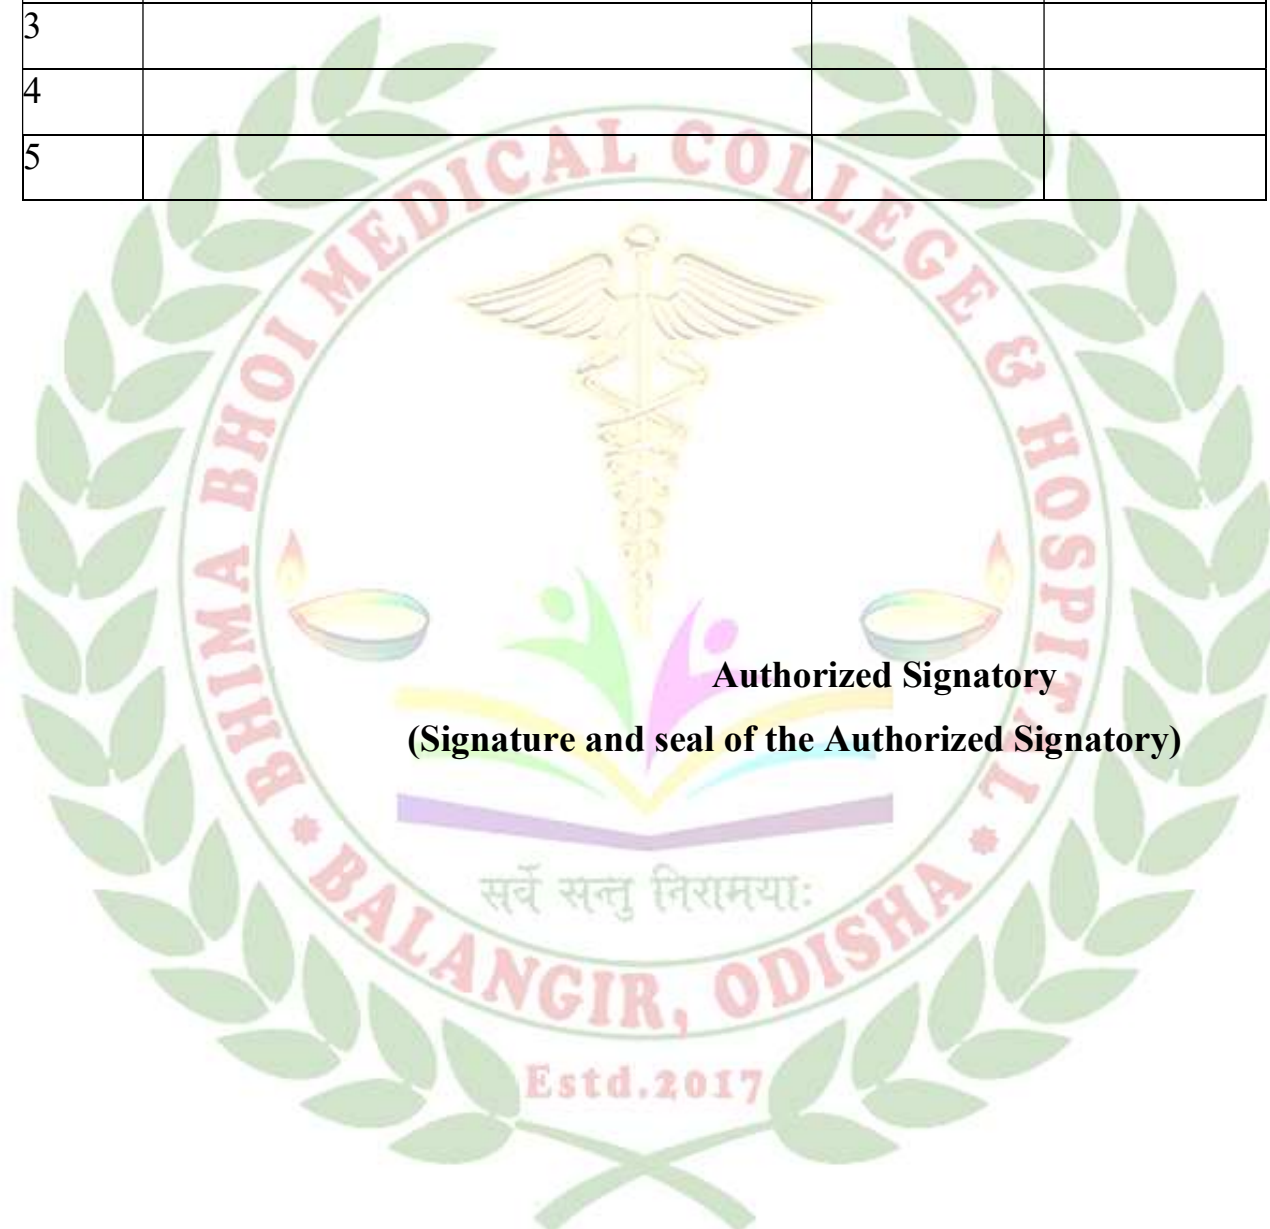 3
4
5
BHIMA BHOI MEDICAL COLLEGE & HOSPITAL
Authorized Signatory
(Signature and seal of the Authorized Signatory)
सर्वे सन्तु निरामयाः
BALANGIR, ODISHA
Estd.2017